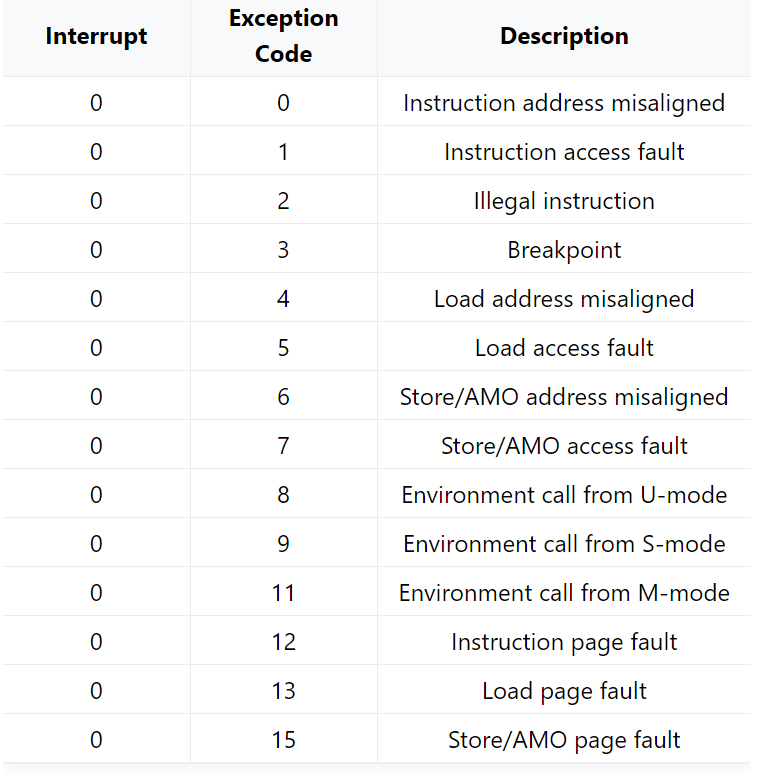 Interrupt Exception Code Description
0 0 Instruction address misaligned
0 1 Instruction access fault
0 2 Illegal instruction
0 3 Breakpoint
0 4 Load address misaligned
0 5 Load access fault
0 6 Store/AMO address misaligned
0 7 Store/AMO access fault
0 8 Environment call from U-mode
0 9 Environment call from S-mode
0 11 Environment call from M-mode
0 12 Instruction page fault
0 13 Load page fault
0 15 Store/AMO page fault